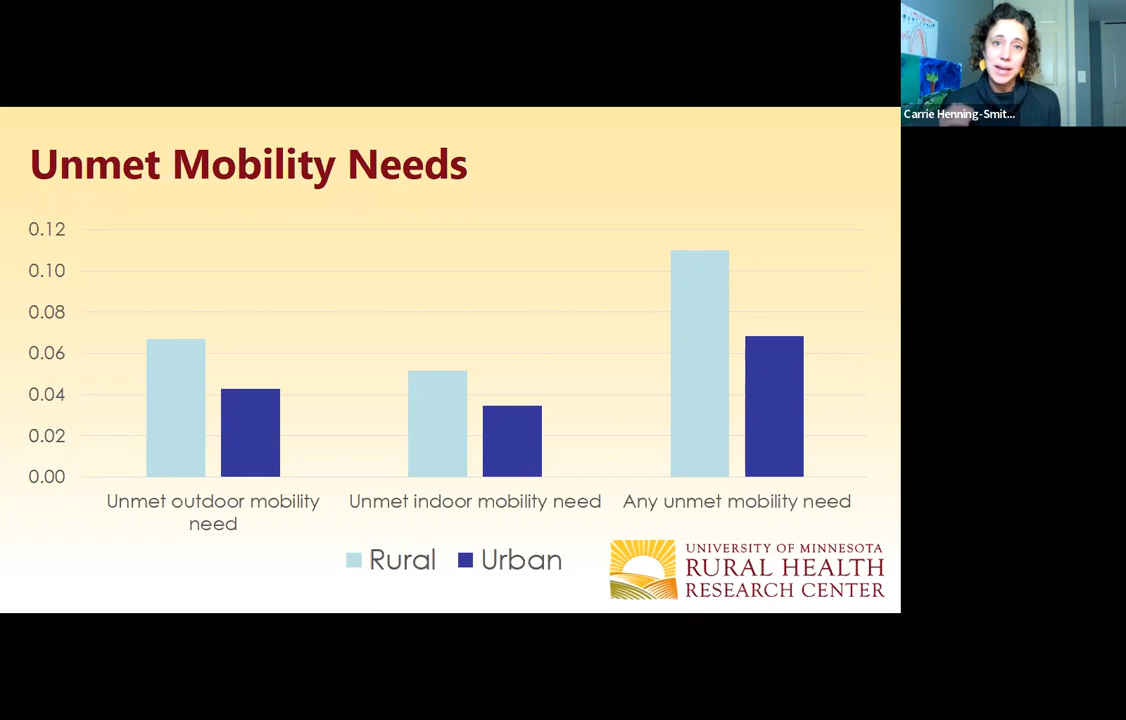 Carrie Henning-Smit...
Unmet Mobility Needs
0.12
0.10
0.08
0.06
0.04
0.02
0.00
Unmet outdoor mobility
need
Unmet indoor mobility need
Any unmet mobility need
Rural
Urban
UNIVERSITY OF MINNESOTA
RURAL HEALTH
RESEARCH CENTER